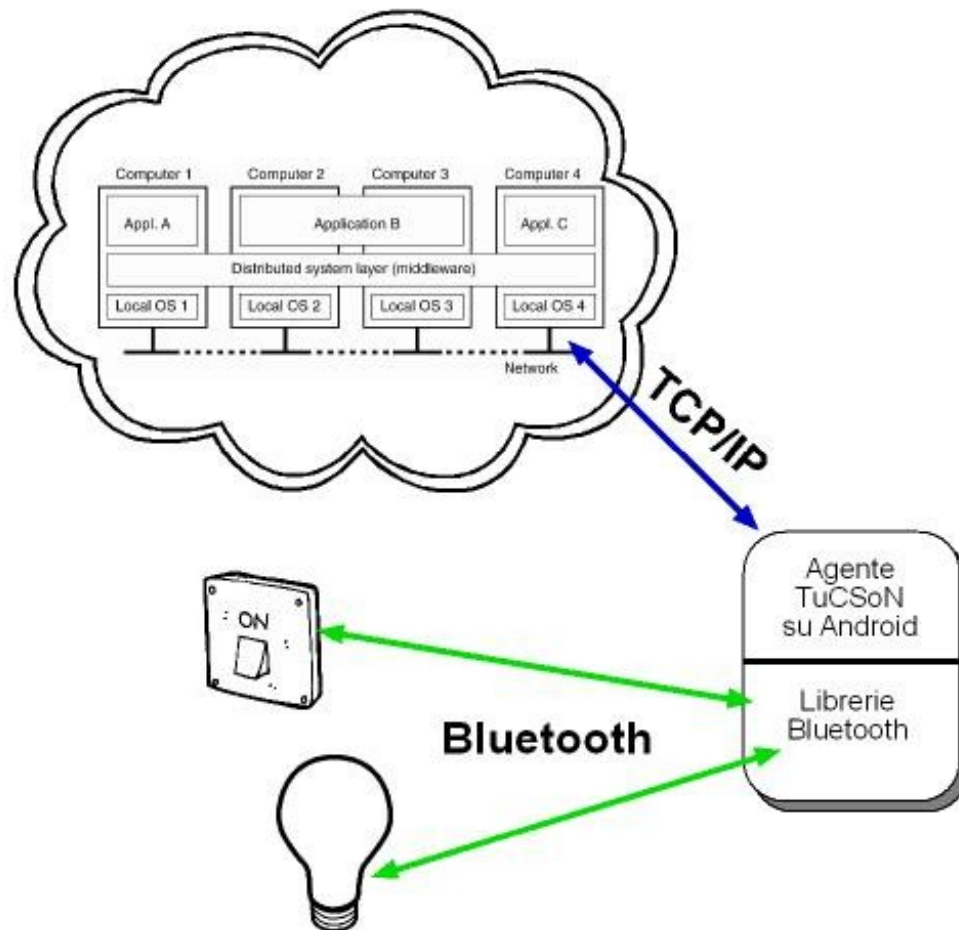 Computer 1
Computer 2
Computer 3
Computer 4
Appl. A
Application B
Appl. C
Distributed system layer (middleware)
Local OS 1
Local OS 2
Local OS 3
Local OS 4
Network
TCP/IP
Agente
TuCSoN
su Android
ON
Librerie
Bluetooth
Bluetooth